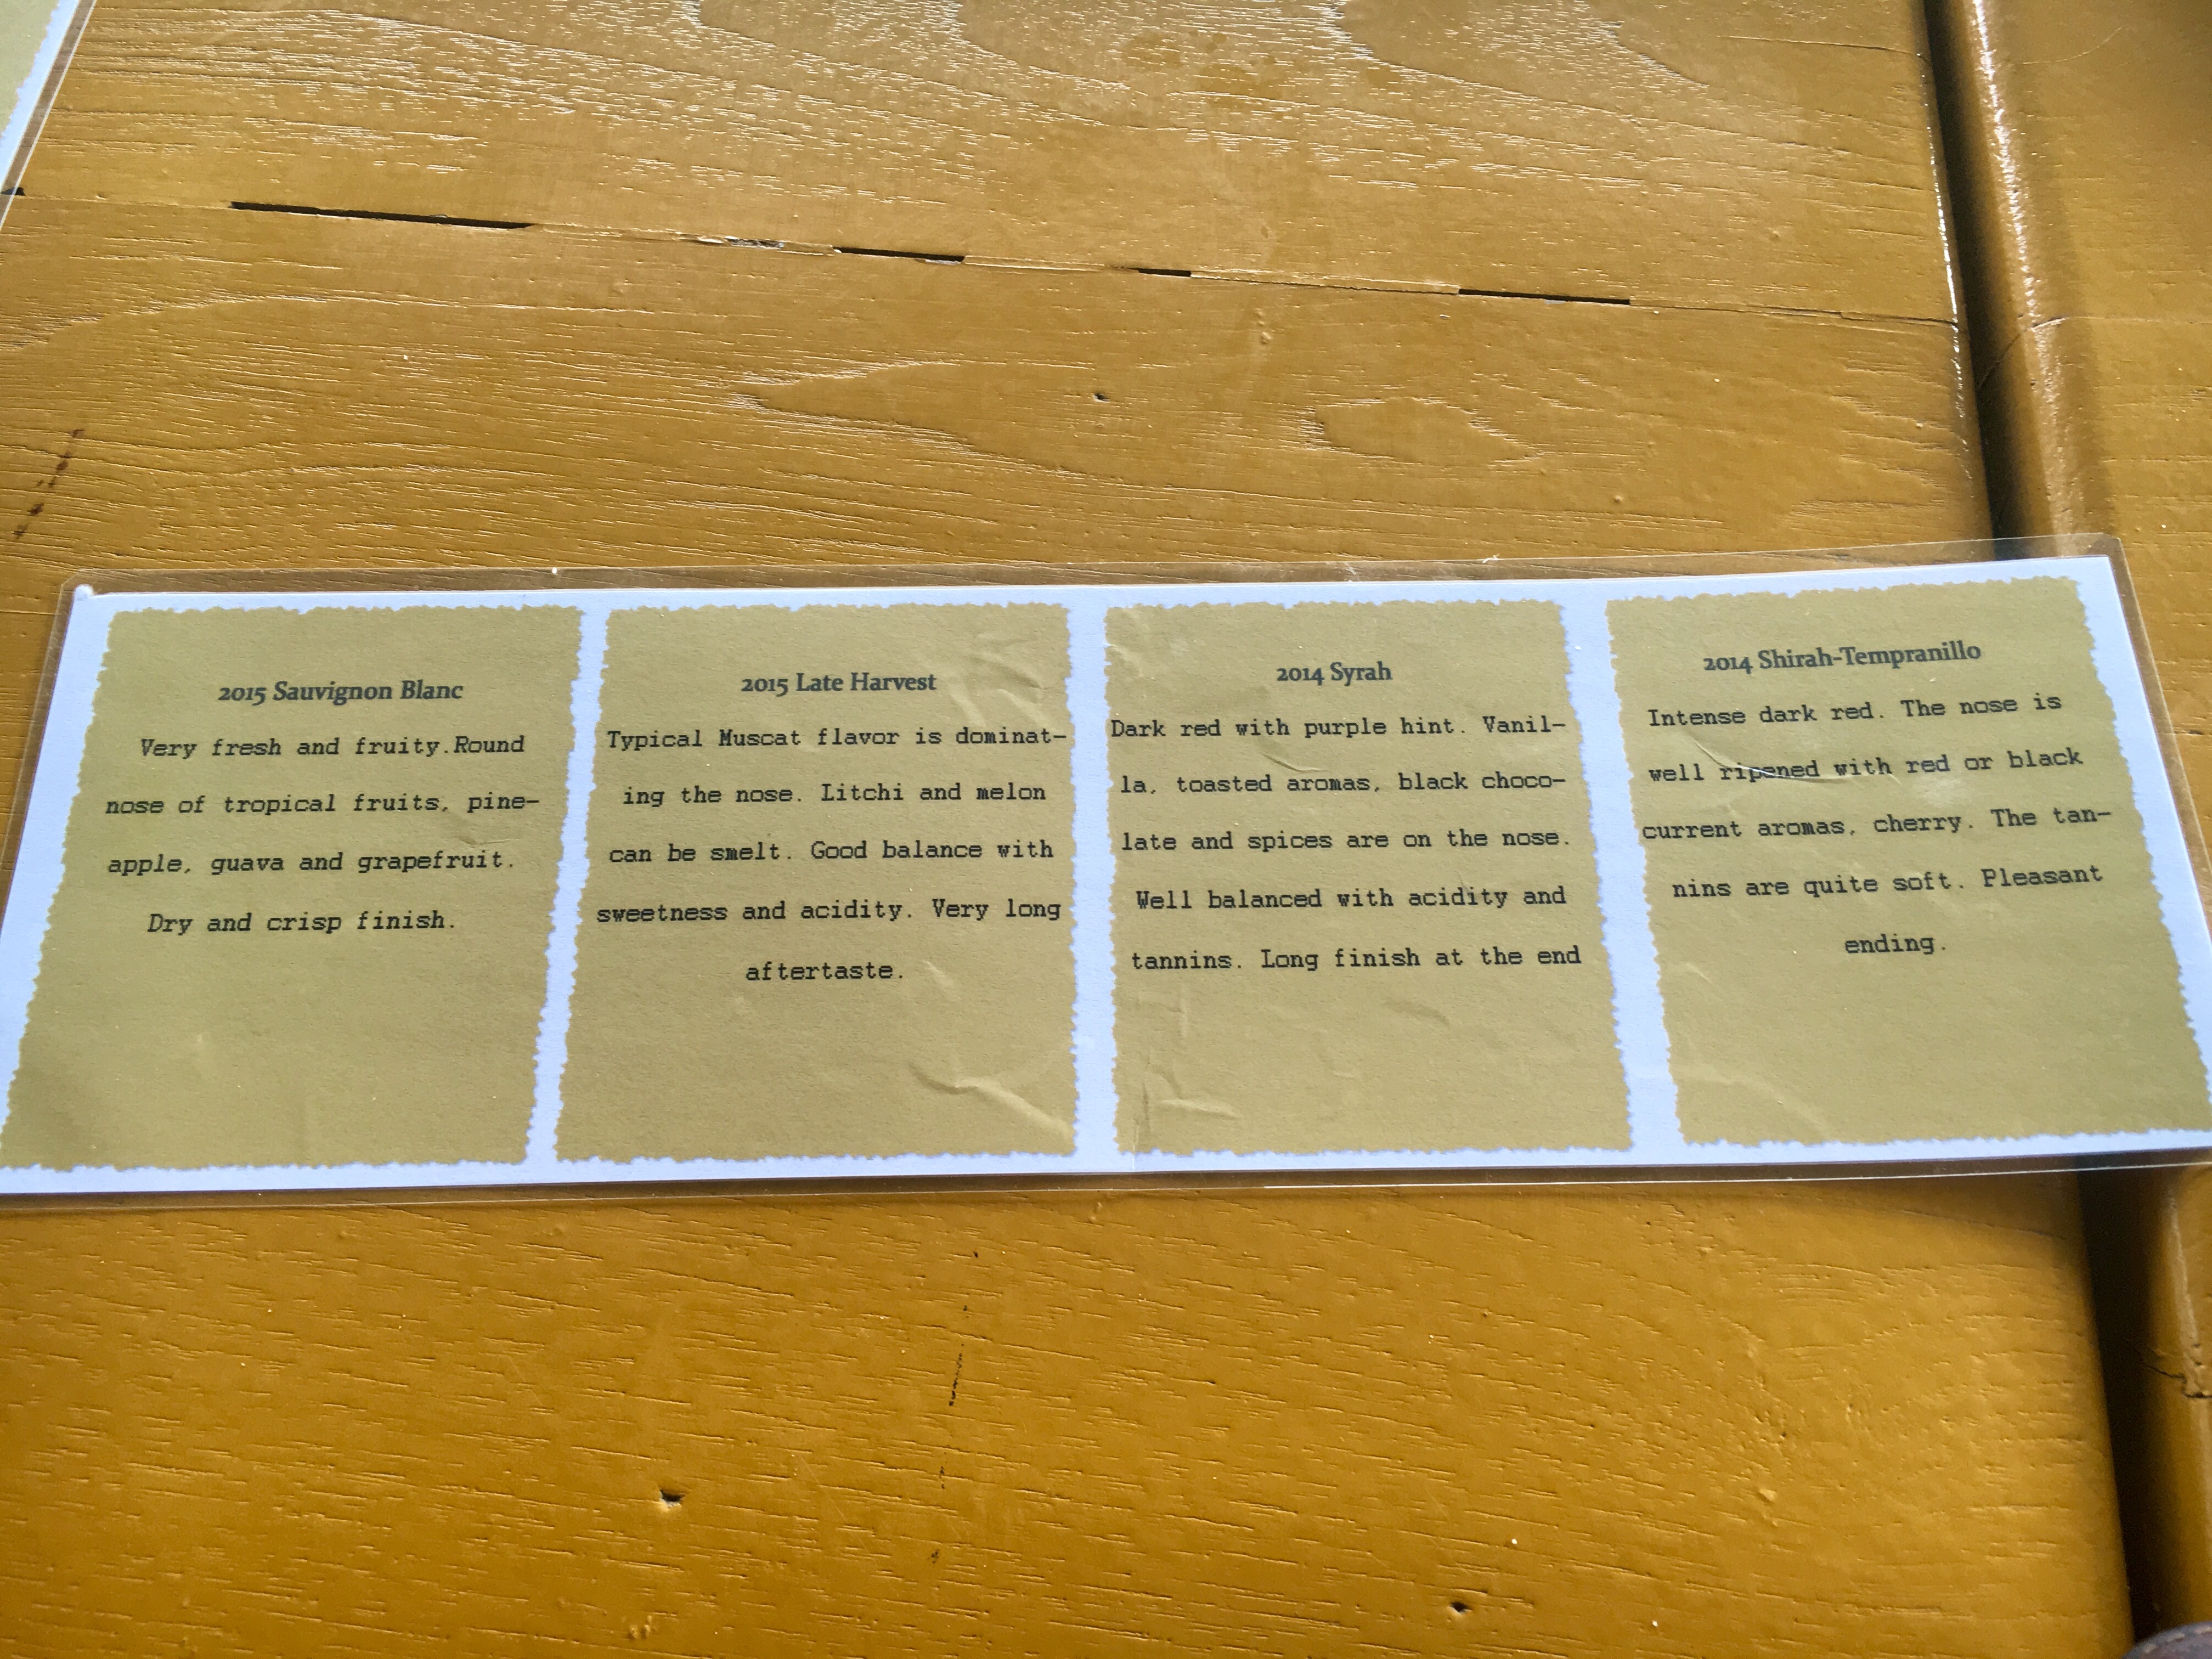 2015 Sauvignon Blanc
Very fresh and fruity.Round
nose of tropical fruits, pine-
apple, guava and grapefruit.
Dry and crisp finish.
2015 Late Harvest
Typical Muscat flavor is dominat-
ing the nose. Litchi and melon
can be smelt. Good balance with
sweetness and acidity. Very long
aftertaste.
2014 Syrah
Dark red with purple hint. Vanil-
la, toasted aromas, black choco-
late and spices are on the nose.
Well balanced with acidity and
tannins. Long finish at the end
2014 Shirah-Tempranillo
Intense dark red. The nose is
well ripened with red or black
current aromas, cherry. The tan-
nins are quite soft. Pleasant
ending.